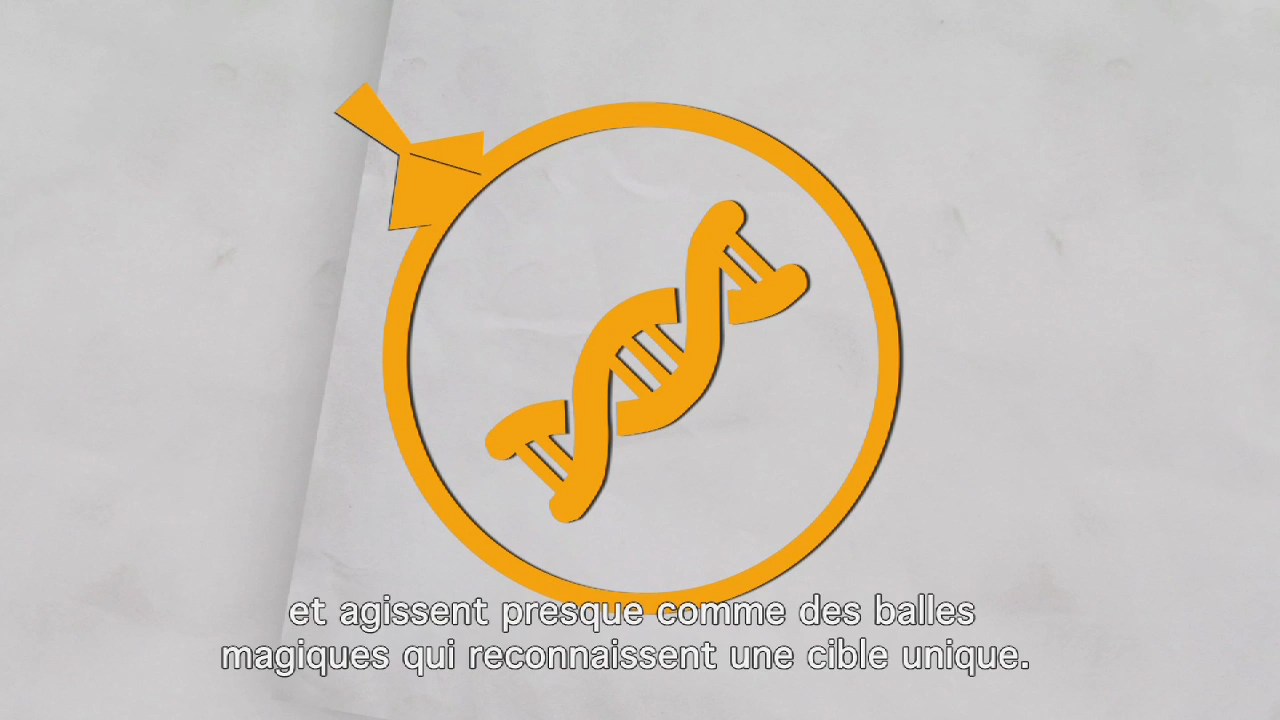 et agissent presque comme des balles
magiques qui reconnaissent une cible unique.